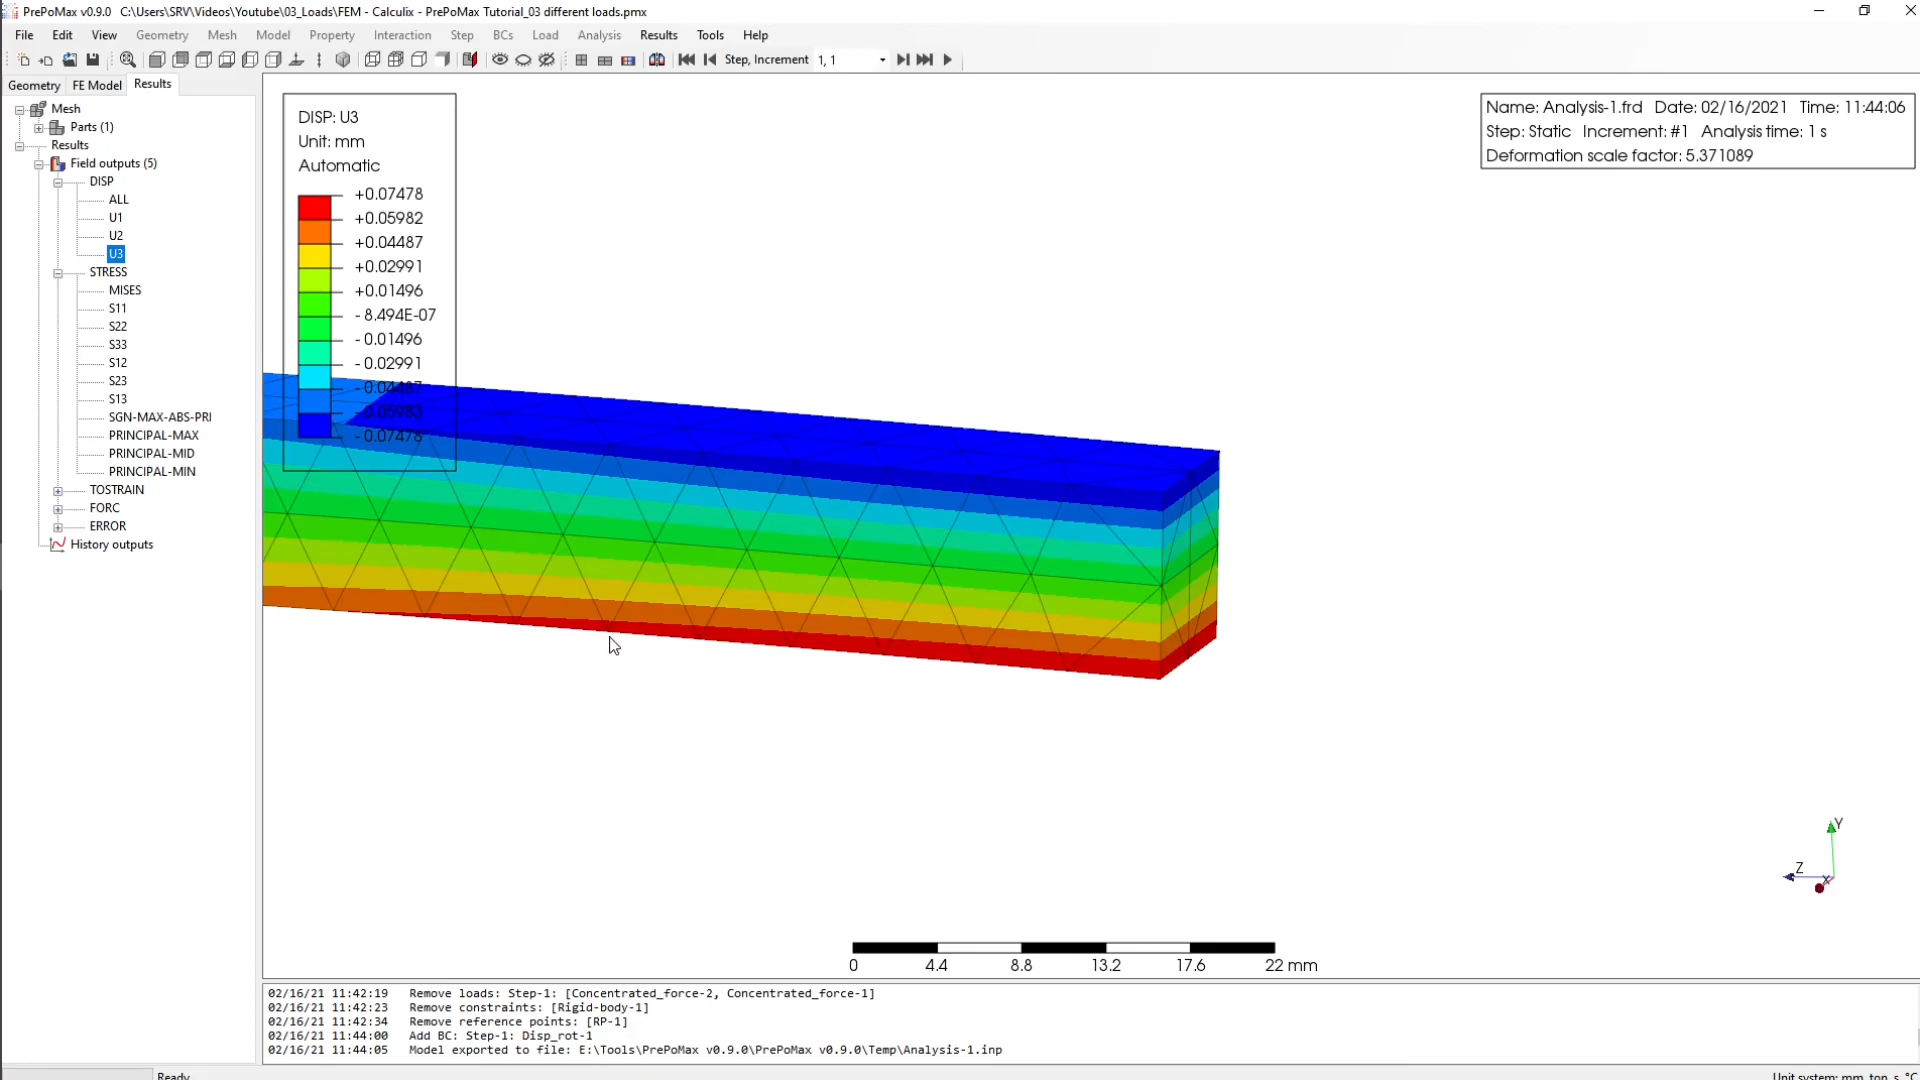 PrePoMax v0.9.0   C:\Users\SRV\Videos\Youtube\03_Loads\FEM - Calculix - PrePoMax Tutorial_03 different loads.pmx
File Edit View Geometry Mesh Model Property Interaction Step BCs Load Analysis Results Tools Help
Step, Increment 1, 1
Geometry FE Model Results
Mesh
Parts (1)
Results
Field outputs (5)
DISP
ALL
U1
U2
U3
STRESS
MISES
S11
S22
S33
S12
S23
S13
SGN-MAX-ABS-PRI
PRINCIPAL-MAX
PRINCIPAL-MID
PRINCIPAL-MIN
TOSTRAIN
FORC
ERROR
History outputs
DISP: U3
Unit: mm
Automatic
+0.07478
+0.05982
+0.04487
+0.02991
+0.01496
- 8.494E-07
- 0.01496
- 0.02991
- 0.04487
- 0.05983
- 0.07478
Name: Analysis-1.frd   Date: 02/16/2021   Time: 11:44:06
Step: Static   Increment: #1   Analysis time: 1 s
Deformation scale factor: 5.371089
Y
Z
X
0 4.4 8.8 13.2 17.6 22 mm
02/16/21 11:42:19   Remove loads: Step-1: [Concentrated_force-2, Concentrated_force-1]
02/16/21 11:42:23   Remove constraints: [Rigid-body-1]
02/16/21 11:42:34   Remove reference points: [RP-1]
02/16/21 11:44:00   Add BC: Step-1: Disp_rot-1
02/16/21 11:44:05   Model exported to file: E:\Tools\PrePoMax v0.9.0\PrePoMax v0.9.0\Temp\Analysis-1.inp
Ready
Unit system: mm, ton, s, °C